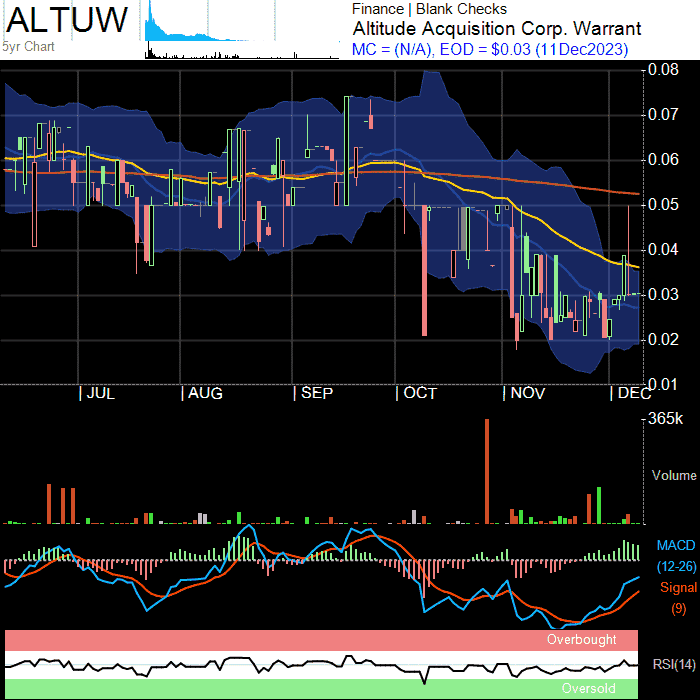 ALTUW
5yr Chart
Finance | Blank Checks
Altitude Acquisition Corp. Warrant
MC = (N/A), EOD = $0.03 (11Dec2023)
0.08
0.07
0.06
0.05
0.04
0.03
0.02
0.01
JUL AUG SEP OCT NOV DEC
365k
Volume
MACD
(12-26)
Signal
(9)
Overbought
RSI(14)
Oversold